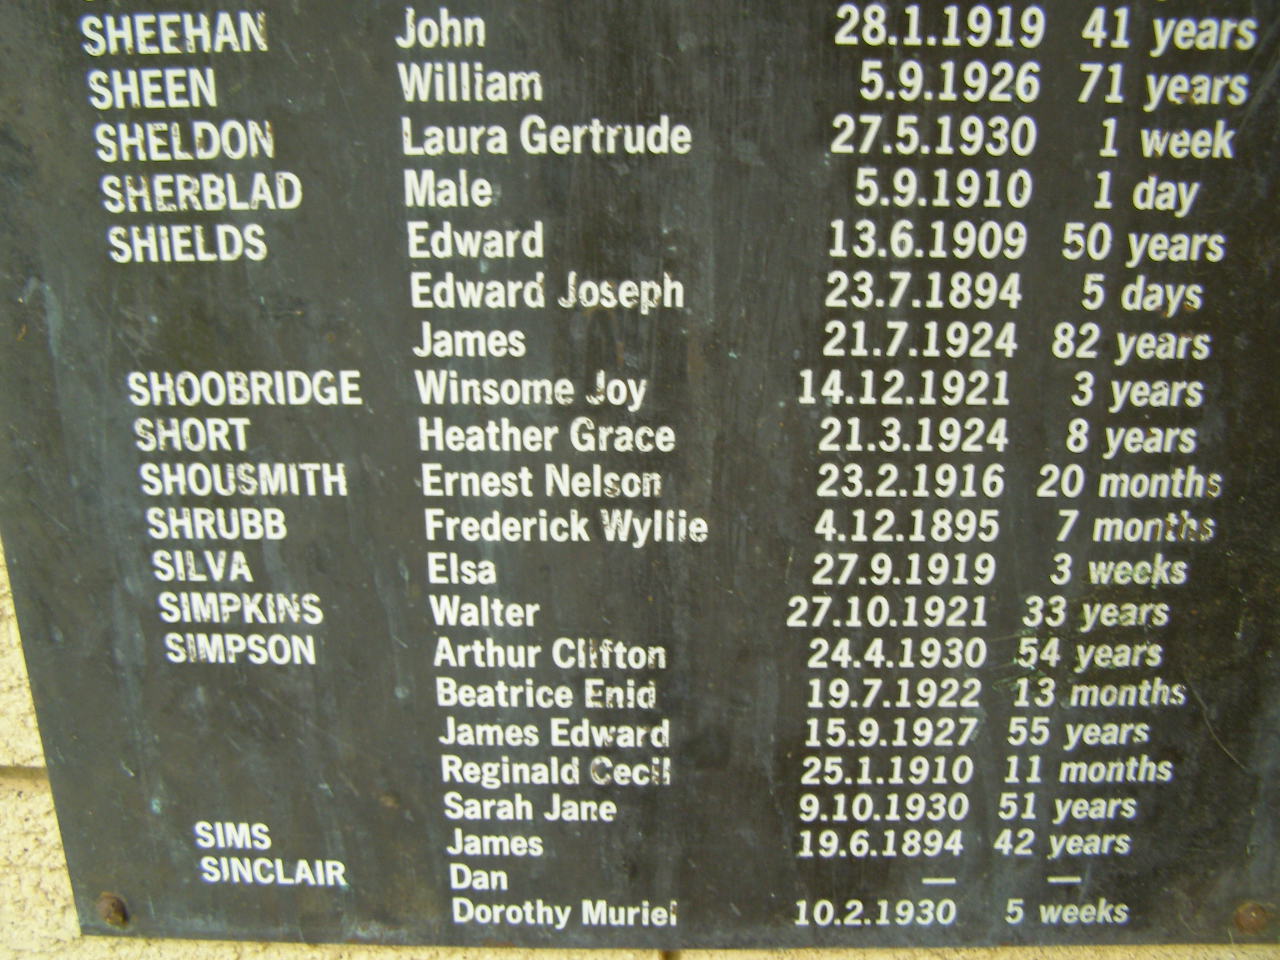 SHEEHAN John 28.1.1919 41 years
SHEEN William 5.9.1926 71 years
SHELDON Laura Gertrude 27.5.1930 1 week
SHERBLAD Male 5.9.1910 1 day
SHIELDS Edward 13.6.1909 50 years
Edward Joseph 23.7.1894 5 days
James 21.7.1924 82 years
SHOOBRIDGE Winsome Joy 14.12.1921 3 years
SHORT Heather Grace 21.3.1924 8 years
SHOUSMITH Ernest Nelson 23.2.1916 20 months
SHRUBB Frederick Wyllie 4.12.1895 7 months
SILVA Elsa 27.9.1919 3 weeks
SIMPKINS Walter 27.10.1921 33 years
SIMPSON Arthur Clifton 24.4.1930 54 years
Beatrice Enid 19.7.1922 13 months
James Edward 15.9.1927 55 years
Reginald Cecil 25.1.1910 11 months
Sarah Jane 9.10.1930 51 years
SIMS James 19.6.1894 42 years
SINCLAIR Dan — —
Dorothy Muriel 10.2.1930 5 weeks